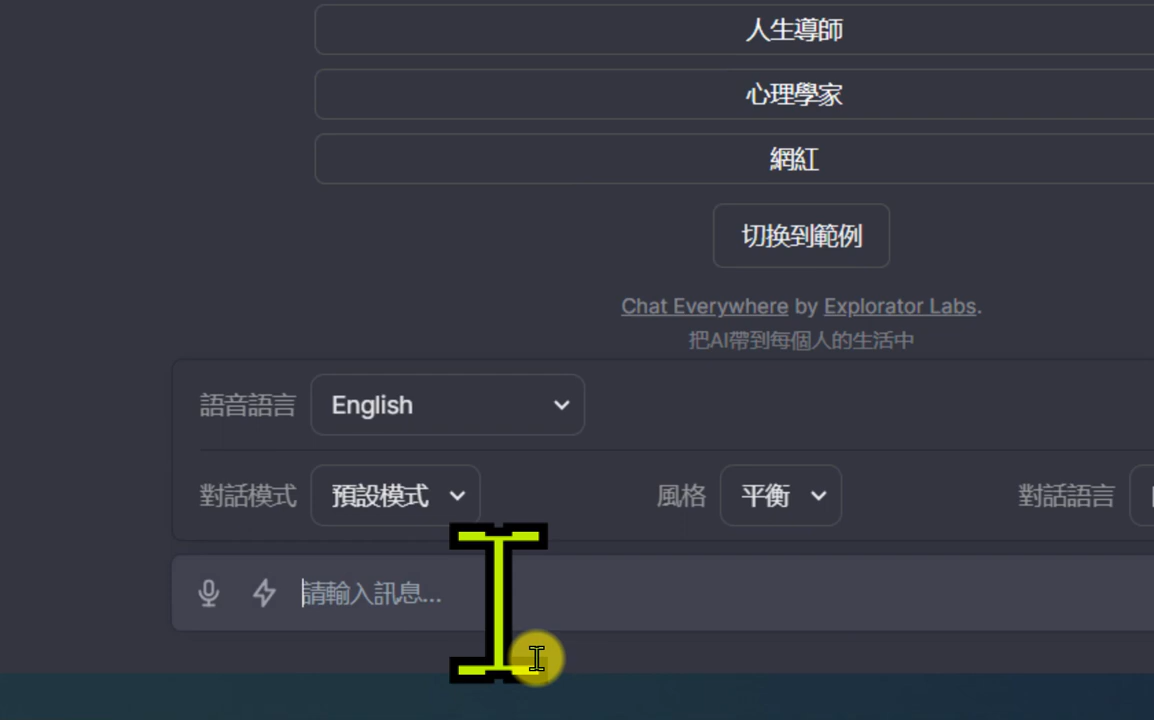 人生導師
心理學家
網紅
切換到範例
Chat Everywhere by Explorator Labs.
把AI帶到每個人的生活中
語音語言 English
對話模式 預設模式 風格 平衡 對話語言
請輸入訊息...